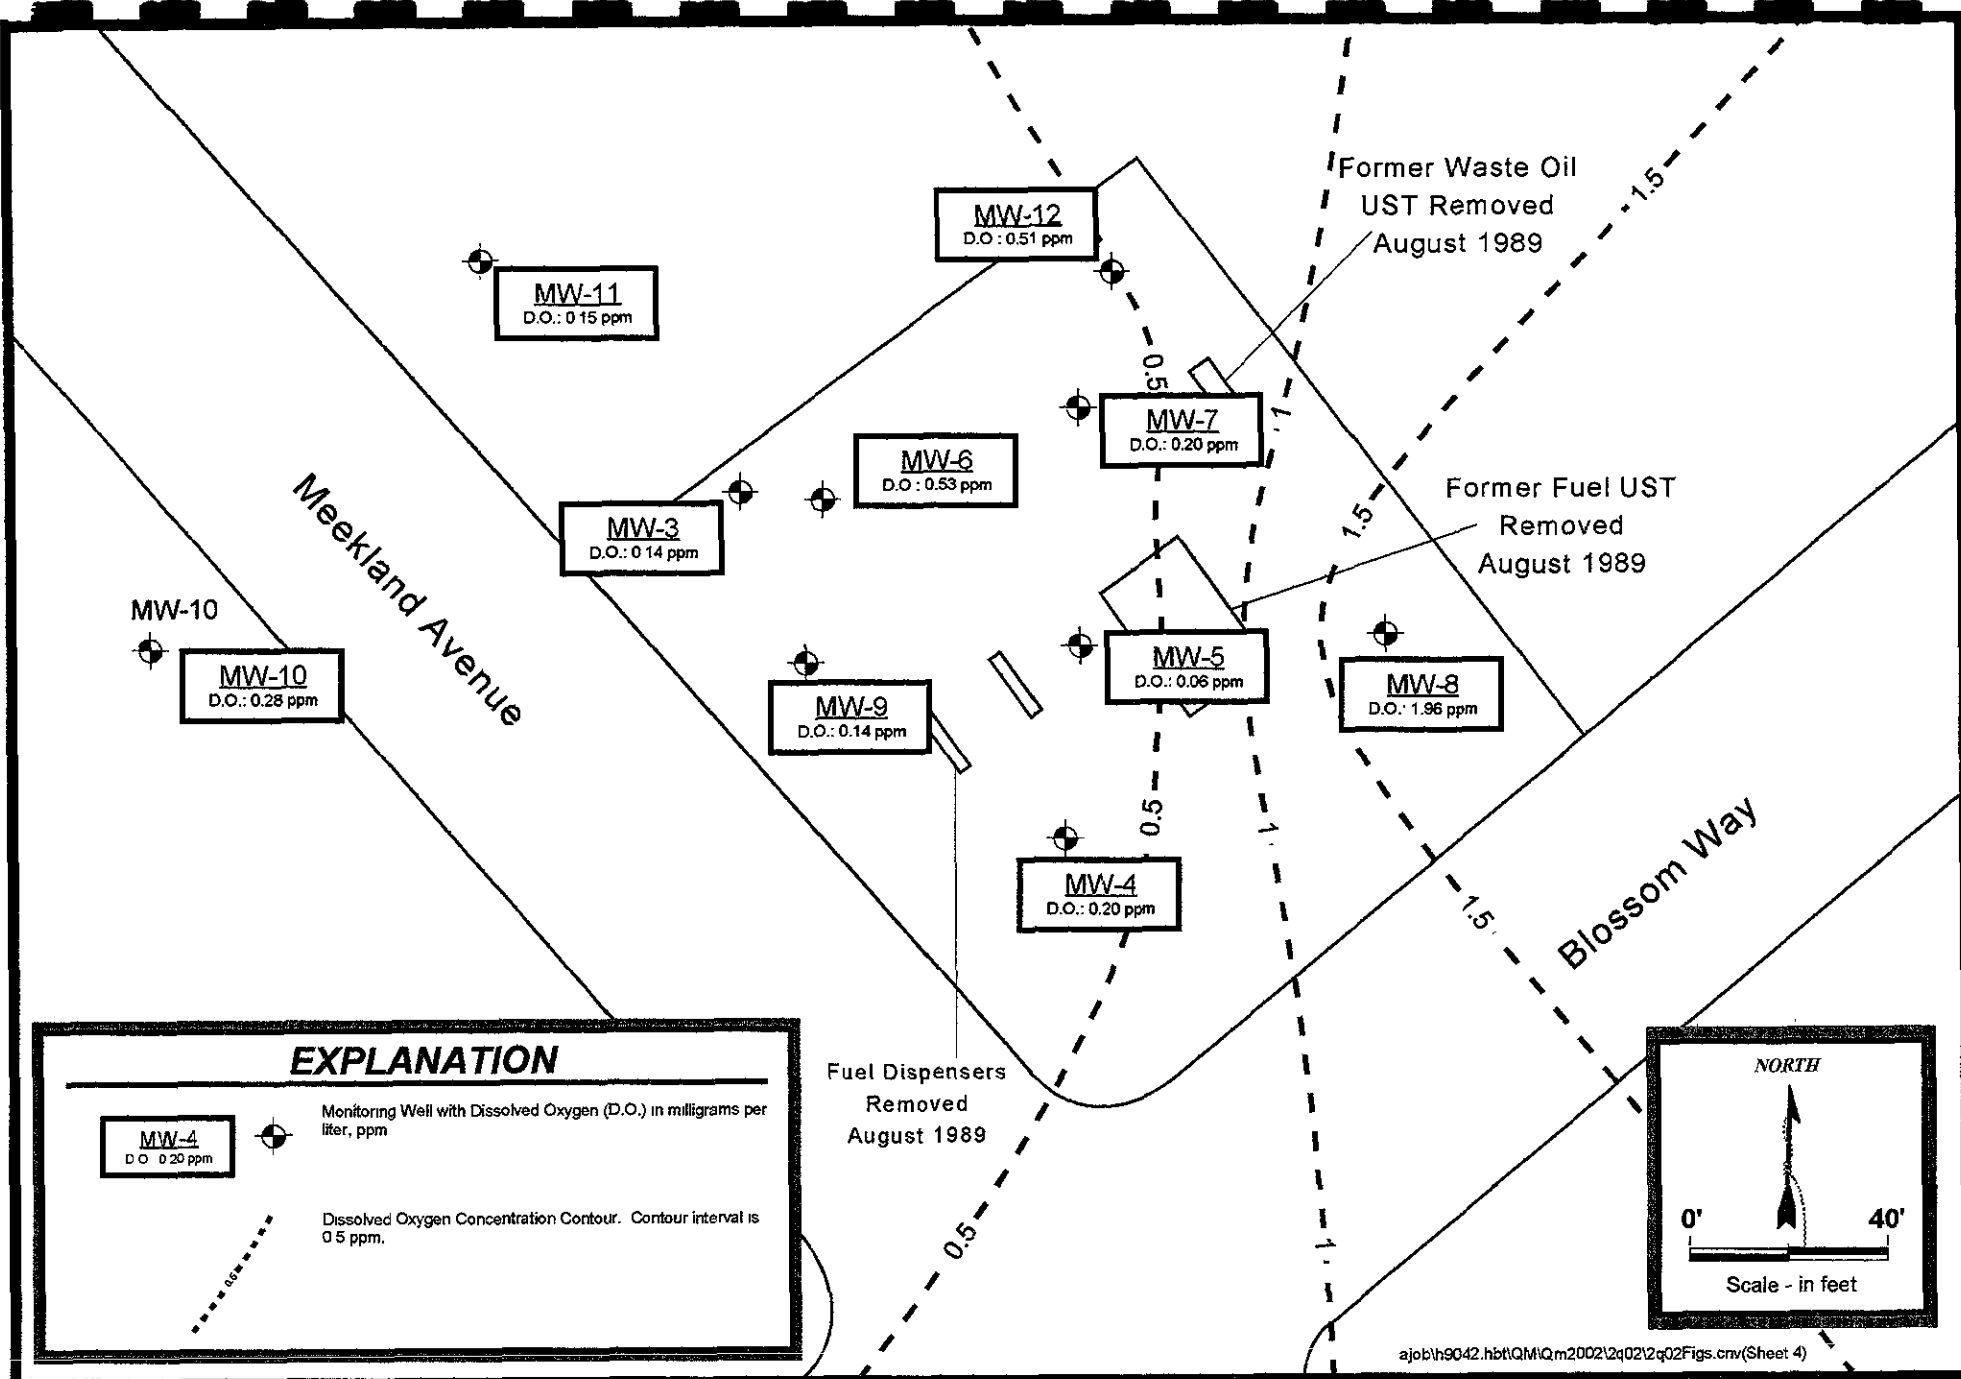 Former Waste Oil
UST Removed
August 1989
1.5
MW-12
D.O : 0.51 ppm
MW-11
D.O.: 0 15 ppm
0.5
MW-7
D.O.: 0.20 ppm
1
MW-6
D.O : 0.53 ppm
MW-3
D.O.: 0 14 ppm
Former Fuel UST
Removed
August 1989
1.5
Meekland Avenue
MW-10
MW-10
D.O.: 0.28 ppm
MW-5
D.O.: 0.06 ppm
MW-8
D.O.: 1.96 ppm
MW-9
D.O.: 0.14 ppm
0.5
1
MW-4
D.O.: 0.20 ppm
1.5
Blossom Way
Fuel Dispensers
Removed
August 1989
0.5
1
EXPLANATION
MW-4
D O 0 20 ppm
Monitoring Well with Dissolved Oxygen (D.O.) in milligrams per
liter, ppm
0.5
Dissolved Oxygen Concentration Contour. Contour interval is
0 5 ppm.
NORTH
0' 40'
Scale - in feet
ajob\h9042.hbt\QM\Qm2002\2q02\2q02Figs.cnv(Sheet 4)